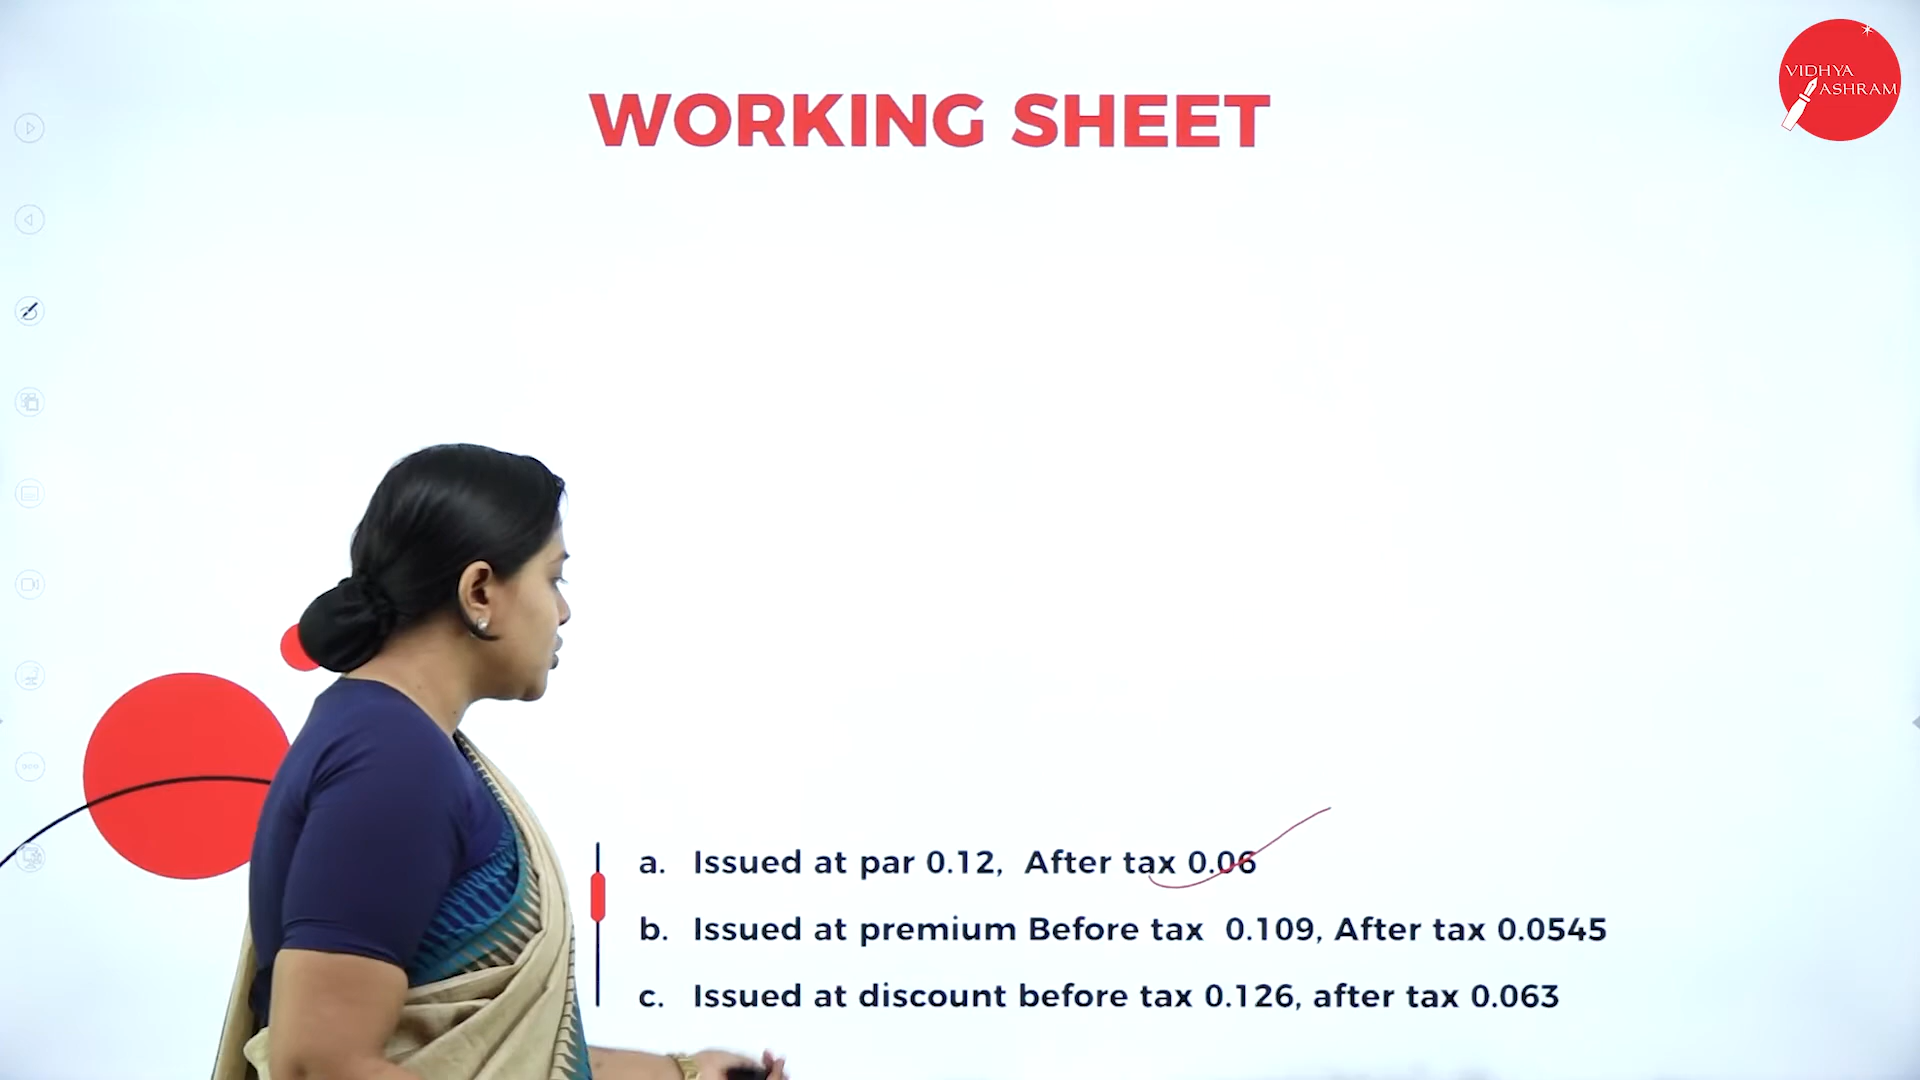 VIDHYA
ASHRAM
WORKING SHEET
a. Issued at par 0.12, After tax 0.06
b. Issued at premium Before tax 0.109, After tax 0.0545
c. Issued at discount before tax 0.126, after tax 0.063